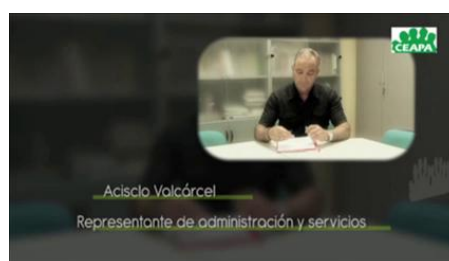 CEAPA
Acisclo Valcárcel
Representante de administración y servicios